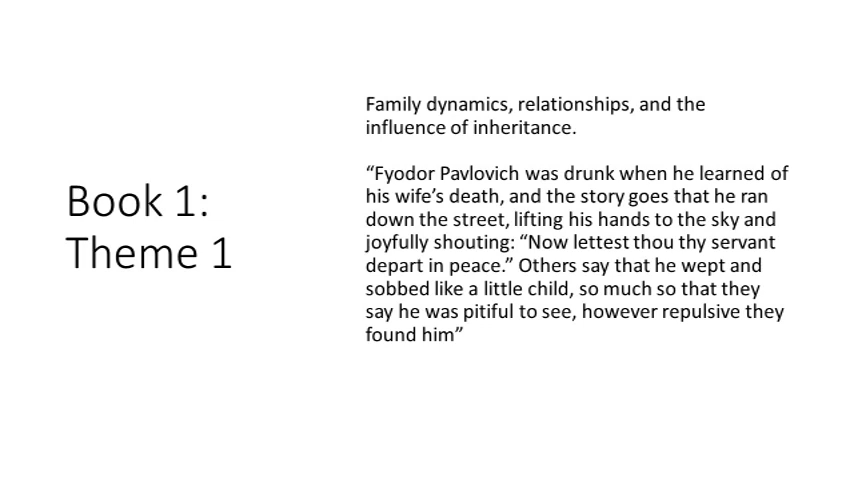 Book 1:
Theme 1
Family dynamics, relationships, and the
influence of inheritance.
“Fyodor Pavlovich was drunk when he learned of
his wife’s death, and the story goes that he ran
down the street, lifting his hands to the sky and
joyfully shouting: “Now lettest thou thy servant
depart in peace.” Others say that he wept and
sobbed like a little child, so much so that they
say he was pitiful to see, however repulsive they
found him”